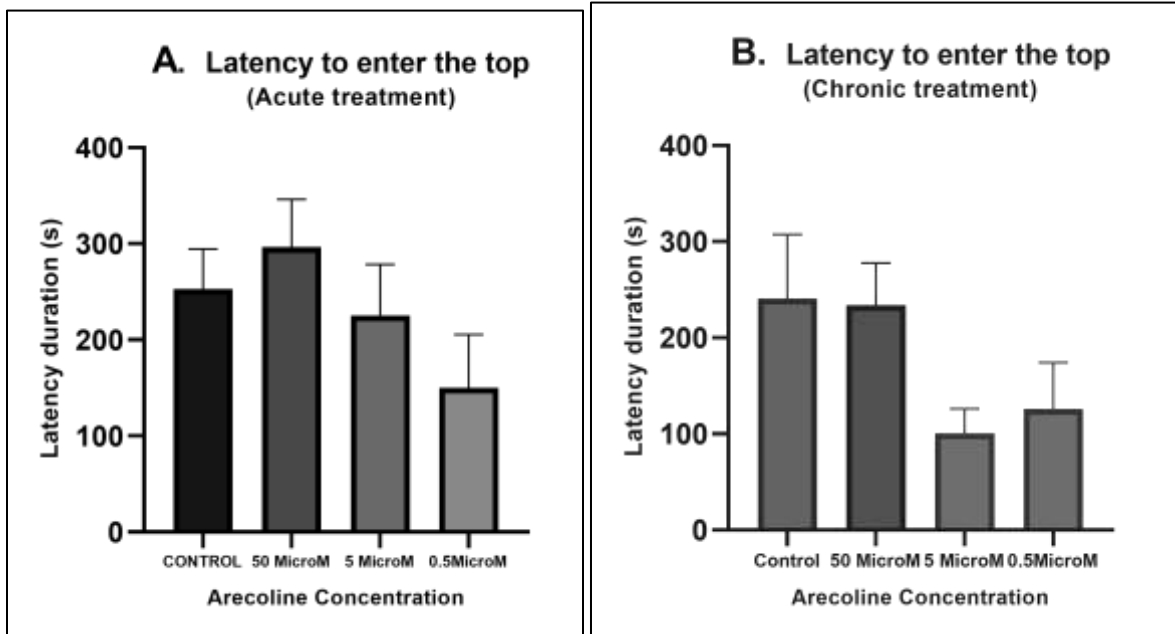 A. Latency to enter the top
(Acute treatment)
400
300
200
100
0
Latency duration (s)
CONTROL 50 MicroM 5 MicroM 0.5MicroM
Arecoline Concentration
B. Latency to enter the top
(Chronic treatment)
400
300
200
100
0
Latency duration (s)
Control 50 MicroM 5 MicroM 0.5MicroM
Arecoline Concentration